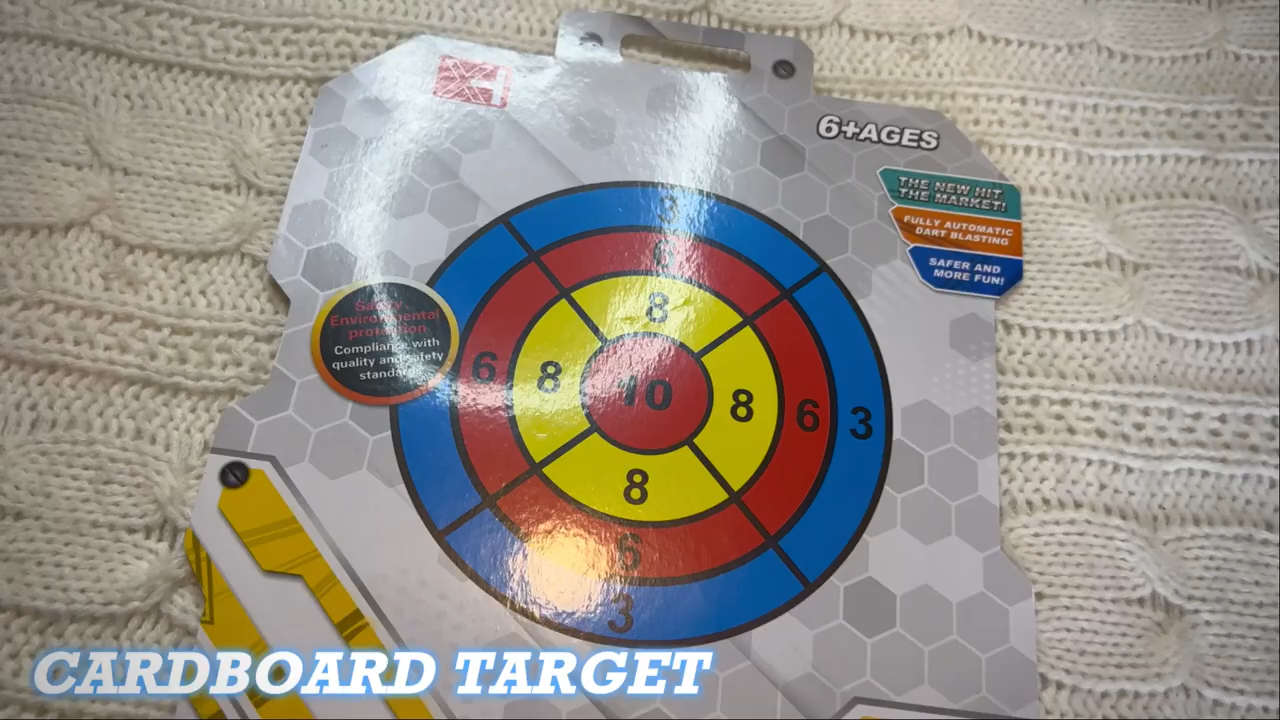 6+AGES
THE NEW HIT
THE MARKET!
FULLY AUTOMATIC
DART BLASTING
SAFER AND
MORE FUN!
Safety
Environmental
protection
Compliance with
quality and safety
standards
3
6
8
6 8 10 8 6 3
8
6
3
CARDBOARD TARGET